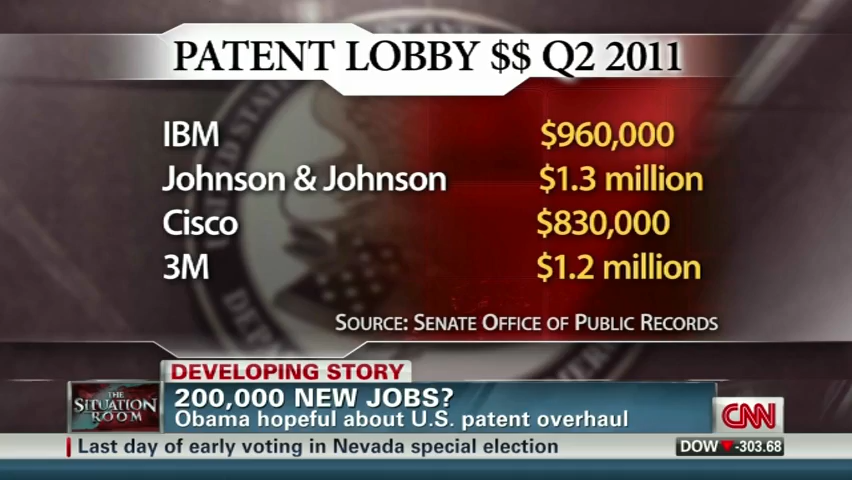 PATENT LOBBY $$ Q2 2011
IBM $960,000
Johnson & Johnson $1.3 million
Cisco $830,000
3M $1.2 million
SOURCE: SENATE OFFICE OF PUBLIC RECORDS
DEVELOPING STORY
THE SITUATION ROOM
200,000 NEW JOBS?
Obama hopeful about U.S. patent overhaul
CNN
Last day of early voting in Nevada special election
DOW ▼-303.68